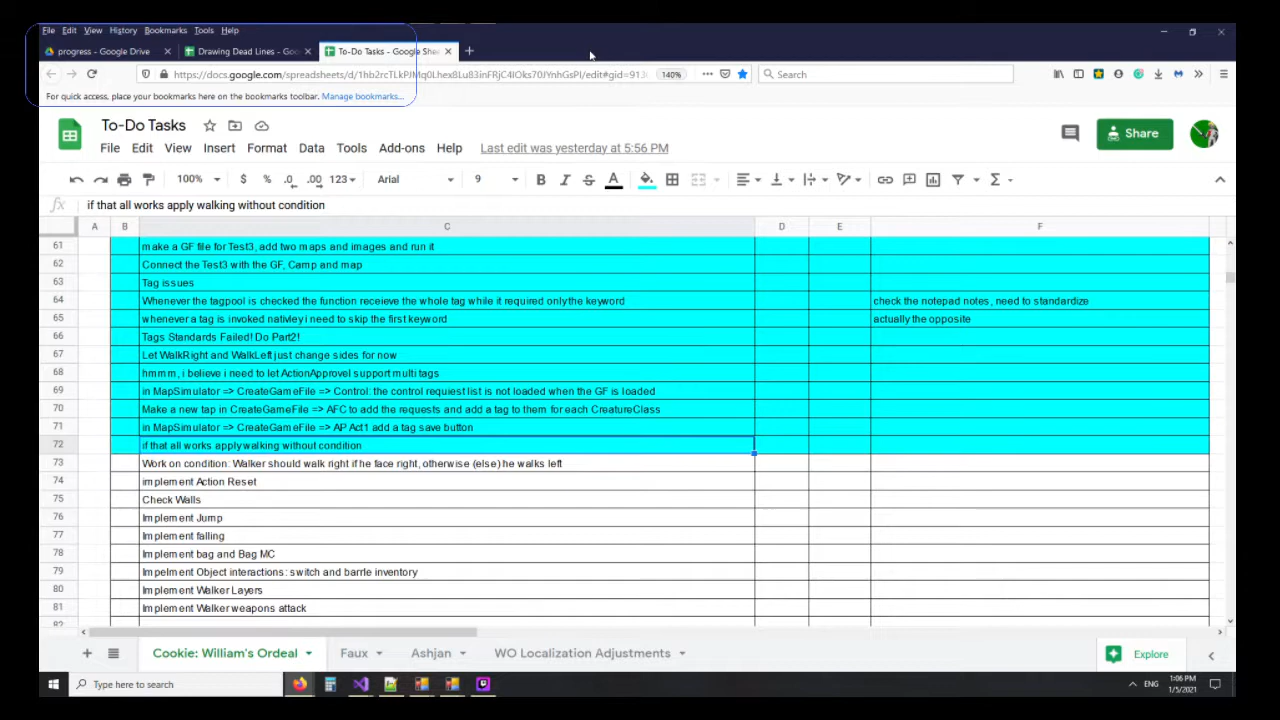 File Edit View History Bookmarks Tools Help
progress - Google Drive
Drawing Dead Lines - Goo
To-Do Tasks - Google Shee
140%
Search
For quick access, place your bookmarks here on the bookmarks toolbar. Manage bookmarks...
To-Do Tasks
Share
File Edit View Insert Format Data Tools Add-ons Help Last edit was yesterday at 5:56 PM
100% $ % .0 .00 123 Arial 9 B I S A
fx if that all works apply walking without condition
A B C D E F
61 make a GF file for Test3, add two maps and images and run it
62 Connect the Test3 with the GF, Camp and map
63 Tag issues
64 Whenever the tagpool is checked the function receieve the whole tag while it required only the keyword check the notepad notes, need to standardize
65 whenever a tag is invoked nativley i need to skip the first keyword actually the opposite
66 Tags Standards Failed! Do Part2!
67 Let WalkRight and WalkLeft just change sides for now
68 hmmm, i believe i need to let ActionApprovel support multi tags
69 in MapSimulator => CreateGameFile => Control: the control requiest list is not loaded when the GF is loaded
70 Make a new tap in CreateGameFile => AFC to add the requests and add a tag to them for each CreatureClass
71 in MapSimulator => CreateGameFile => AP Act1 add a tag save button
72 if that all works apply walking without condition
73 Work on condition: Walker should walk right if he face right, otherwise (else) he walks left
74 implement Action Reset
75 Check Walls
76 Implement Jump
77 Implement falling
78 Implement bag and Bag MC
79 Impelment Object interactions: switch and barrle inventory
80 Implement Walker Layers
81 Implement Walker weapons attack
82
Cookie: William's Ordeal Faux Ashjan WO Localization Adjustments Explore
Type here to search
ENG
1:06 PM
1/5/2021